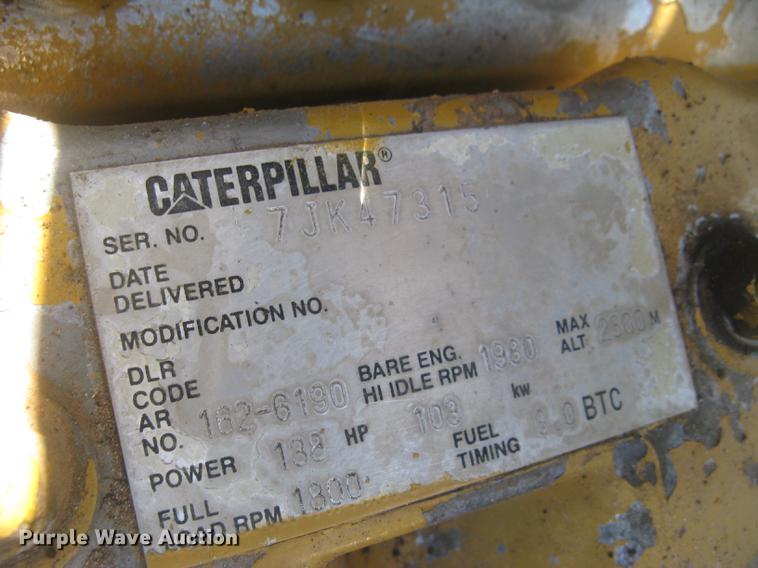 CATERPILLAR®
SER. NO. 7JK47315
DATE
DELIVERED
MODIFICATION NO.
DLR
CODE
AR
NO. 162-6190
BARE ENG.
HI IDLE RPM 1980
MAX
ALT 2300 M
POWER 138 HP 103 kw
FULL
LOAD RPM 1800
FUEL
TIMING 9.0 BTC
Purple Wave Auction